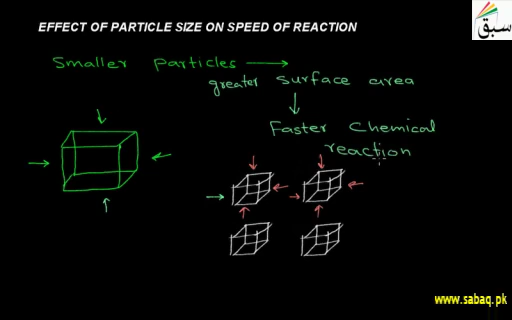 EFFECT OF PARTICLE SIZE ON SPEED OF REACTION
سبق
Smaller Particles →
greater surface area
↓
Faster Chemical
reaction
www.sabaq.pk